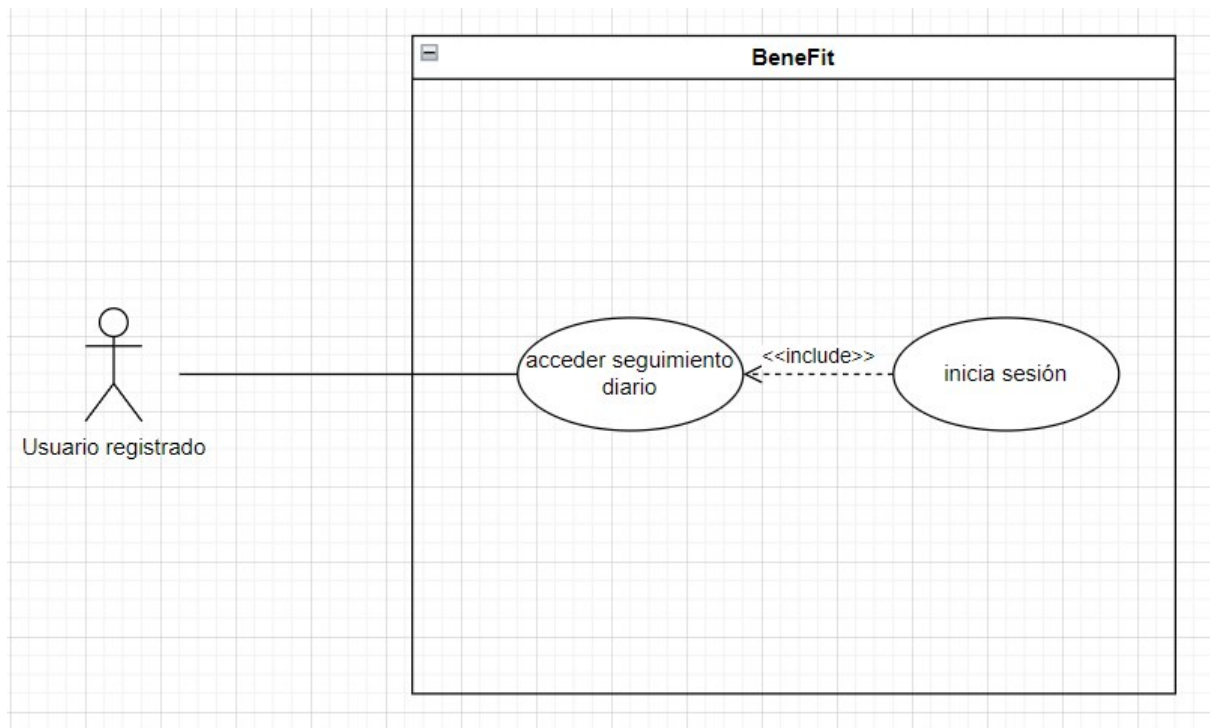 BeneFit
acceder seguimiento
diario
<<include>>
inicia sesión
Usuario registrado